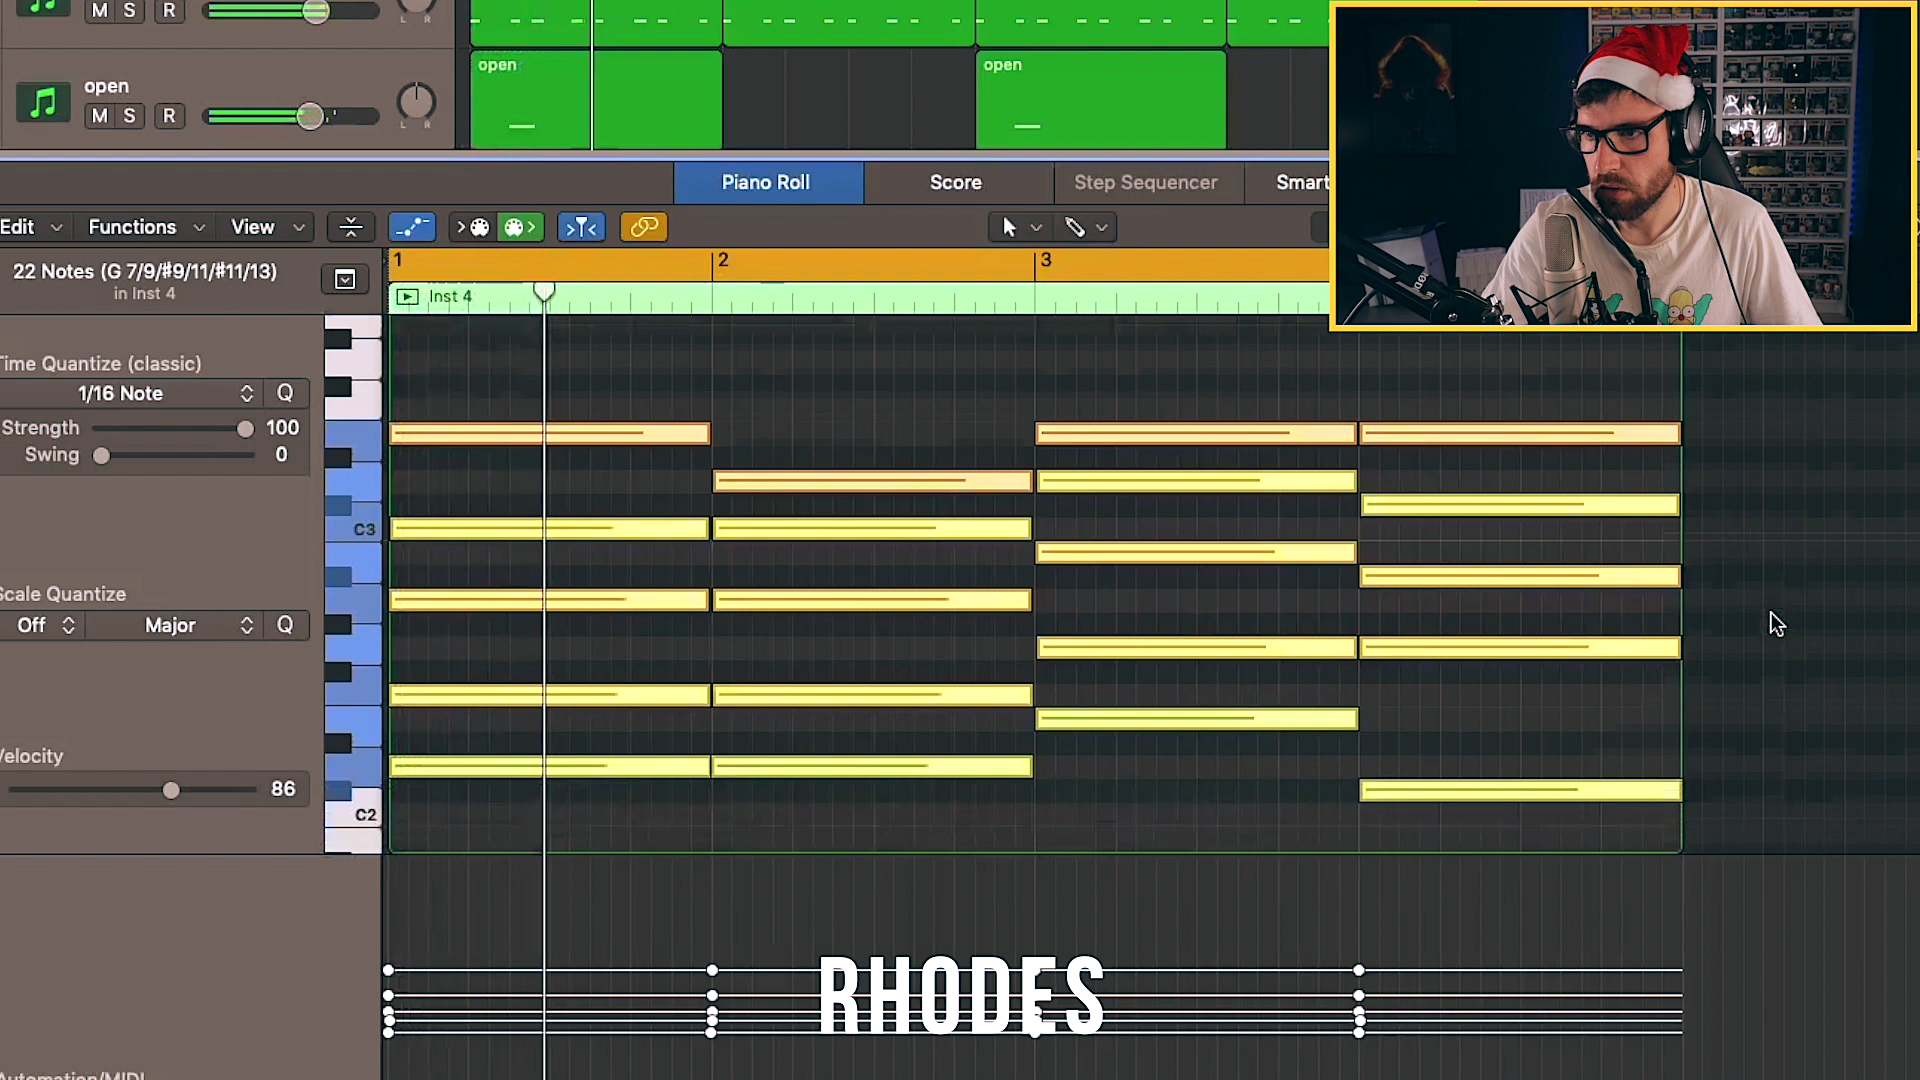 M S R
open
M S R
L R
open
open
Piano Roll
Score
Step Sequencer
Smart
Edit
Functions
View
22 Notes (G 7/9/#9/11/#11/13)
in Inst 4
1
2
3
Inst 4
Time Quantize (classic)
1/16 Note
Q
Strength
100
Swing
0
C3
Scale Quantize
Off
Major
Q
Velocity
86
C2
RHODES